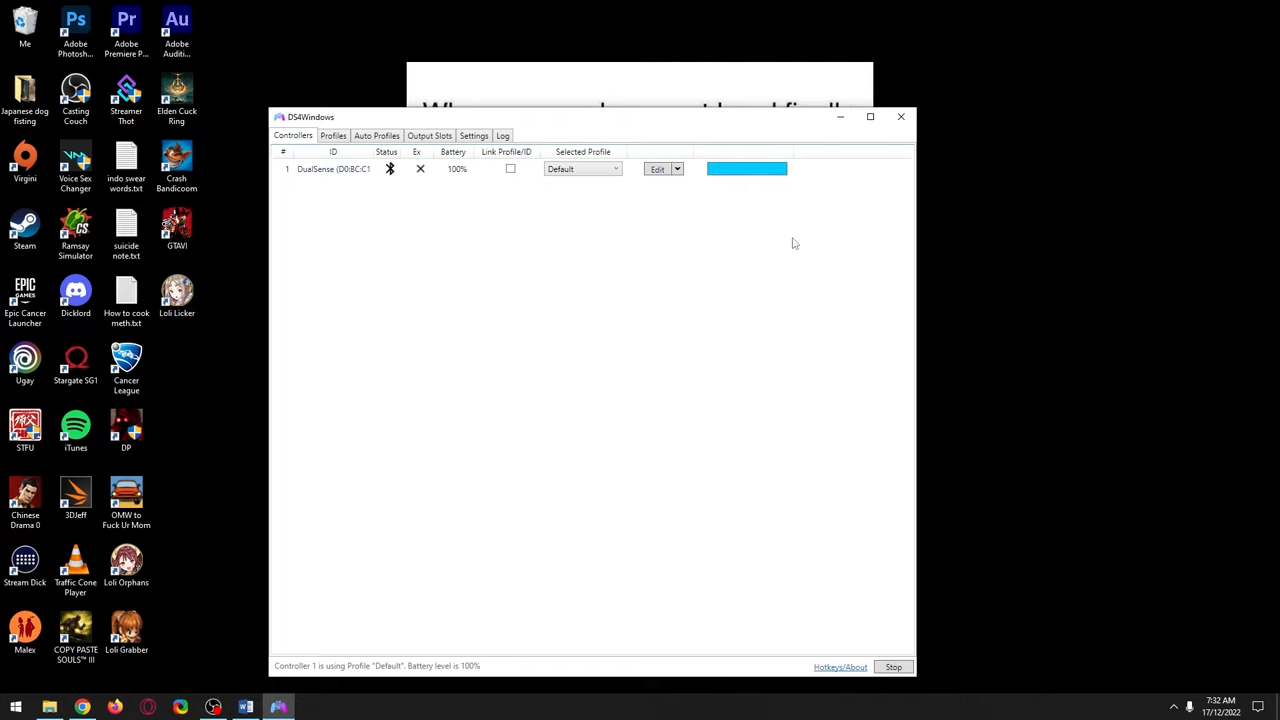 Me
Adobe Photosh...
Adobe Premiere P...
Adobe Auditi...
Japanese dog fisting
Casting Couch
Streamer Thot
Elden Cuck Ring
Virgini
Voice Sex Changer
indo swear words.txt
Crash Bandicoom
Steam
Ramsay Simulator
suicide note.txt
GTAVI
Epic Cancer Launcher
Dicklord
How to cook meth.txt
Loli Licker
Ugay
Stargate SG1
Cancer League
STFU
iTunes
DP
Chinese Drama 0
3DJeff
OMW to Fuck Ur Mom
Stream Dick
Traffic Cone Player
Loli Orphans
Malex
COPY PASTE SOULS™ III
Loli Grabber
DS4Windows
Controllers Profiles Auto Profiles Output Slots Settings Log
# ID Status Ex Battery Link Profile/ID Selected Profile
1 DualSense (D0:BC:C1 100% Default Edit
Controller 1 is using Profile "Default". Battery level is 100%
Hotkeys/About Stop
7:32 AM
17/12/2022